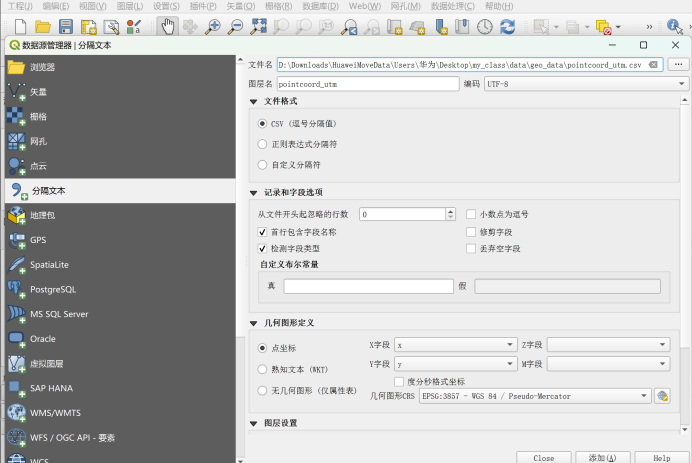 工程(J) 编辑(E) 视图(V) 图层(L) 设置(S) 插件(P) 矢量(O) 栅格(R) 数据库(D) Web(W) 网孔(M) 数据处理(C) 帮助(H)
数据源管理器 | 分隔文本
浏览器
矢量
栅格
网孔
点云
分隔文本
地理包
GPS
SpatiaLite
PostgreSQL
MS SQL Server
Oracle
虚拟图层
SAP HANA
WMS/WMTS
WFS / OGC API - 要素
WCS
文件名 D:\Downloads\HuaweiMoveData\Users\华为\Desktop\my_class\data\geo_data\pointcoord_utm.csv ...
图层名 pointcoord_utm 编码 UTF-8
文件格式
CSV (逗号分隔值)
正则表达式分隔符
自定义分隔符
记录和字段选项
从文件开头起忽略的行数 0 小数点为逗号
首行包含字段名称 修剪字段
检测字段类型 丢弃空字段
自定义布尔常量
真 假
几何图形定义
点坐标 X字段 x Z字段
熟知文本 (WKT) Y字段 y M字段
无几何图形 (仅属性表) 度分秒格式坐标
几何图形CRS EPSG:3857 - WGS 84 / Pseudo-Mercator
图层设置
Close 添加(A) Help